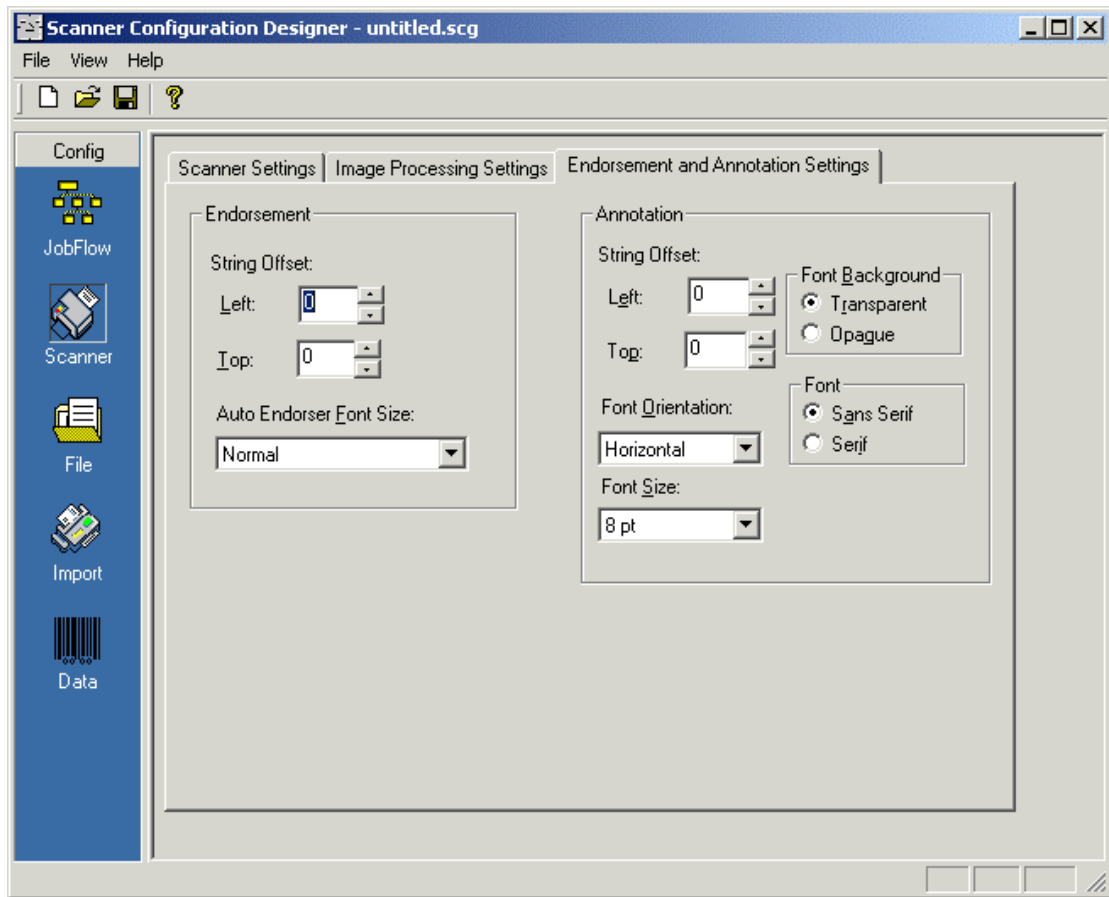 Scanner Configuration Designer - untitled.scg
File View Help
Config
JobFlow
Scanner
File
Import
Data
Scanner Settings
Image Processing Settings
Endorsement and Annotation Settings
Endorsement
String Offset:
Left: 0
Top: 0
Auto Endorser Font Size:
Normal
Annotation
String Offset:
Left: 0
Top: 0
Font Background
Transparent
Opague
Font Orientation:
Horizontal
Font
Sans Serif
Serif
Font Size:
8 pt